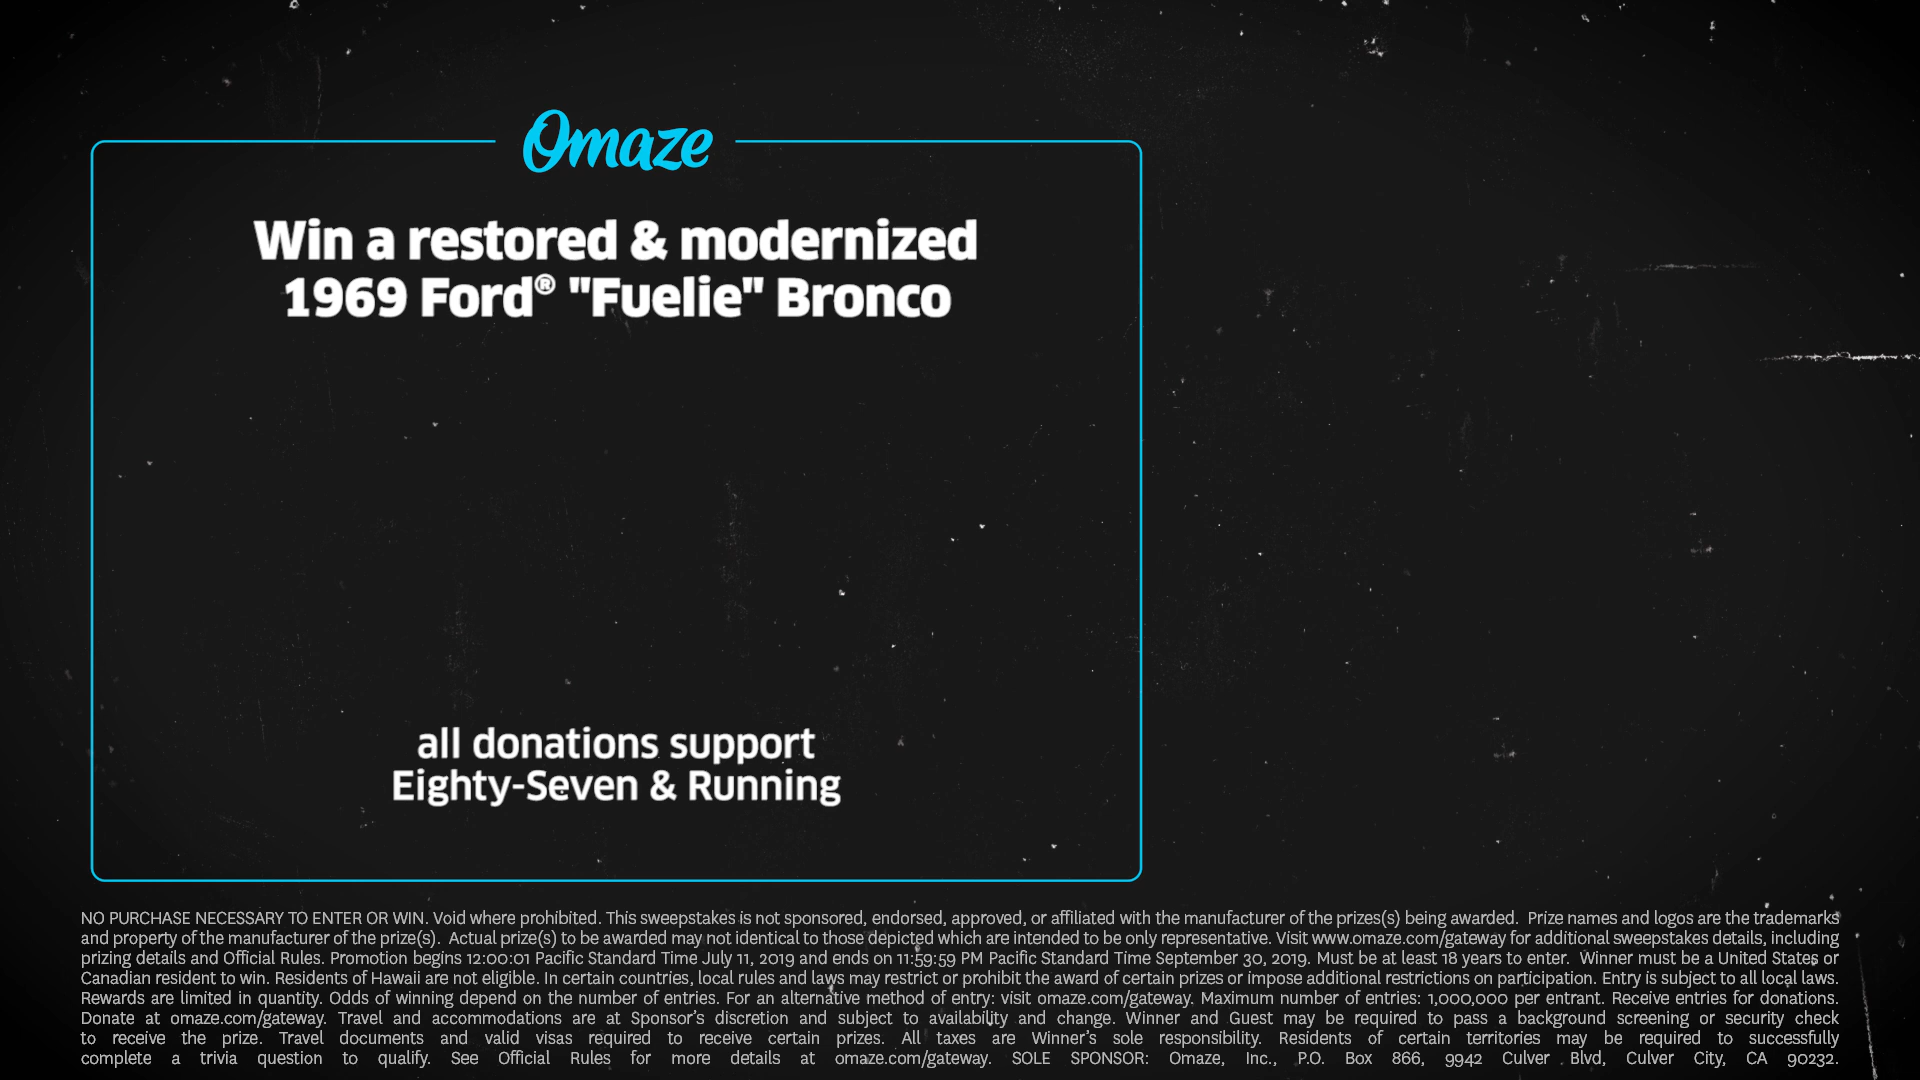 Omaze
Win a restored & modernized
1969 Ford® "Fuelie" Bronco
all donations support
Eighty-Seven & Running
NO PURCHASE NECESSARY TO ENTER OR WIN. Void where prohibited. This sweepstakes is not sponsored, endorsed, approved, or affiliated with the manufacturer of the prizes(s) being awarded.  Prize names and logos are the trademarks
and property of the manufacturer of the prize(s).  Actual prize(s) to be awarded may not identical to those depicted which are intended to be only representative. Visit www.omaze.com/gateway for additional sweepstakes details, including
prizing details and Official Rules. Promotion begins 12:00:01 Pacific Standard Time July 11, 2019 and ends on 11:59:59 PM Pacific Standard Time September 30, 2019. Must be at least 18 years to enter.  Winner must be a United States or
Canadian resident to win. Residents of Hawaii are not eligible. In certain countries, local rules and laws may restrict or prohibit the award of certain prizes or impose additional restrictions on participation. Entry is subject to all local laws.
Rewards are limited in quantity. Odds of winning depend on the number of entries. For an alternative method of entry: visit omaze.com/gateway. Maximum number of entries: 1,000,000 per entrant. Receive entries for donations.
Donate at omaze.com/gateway. Travel and accommodations are at Sponsor's discretion and subject to availability and change. Winner and Guest may be required to pass a background screening or security check
to receive the prize. Travel documents and valid visas required to receive certain prizes. All taxes are Winner's sole responsibility. Residents of certain territories may be required to successfully
complete a trivia question to qualify. See Official Rules for more details at omaze.com/gateway. SOLE SPONSOR: Omaze, Inc., P.O. Box 866, 9942 Culver Blvd, Culver City, CA 90232.